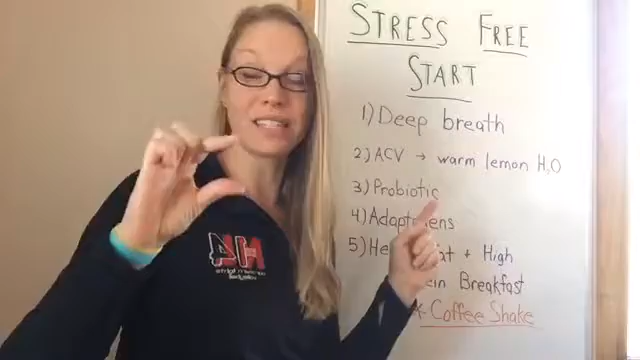 STRESS FREE
START
1) Deep breath
2) ACV → warm lemon H₂O
3) Probiotic
4)
5) + High
Breakfast
Coffee Shake
AH